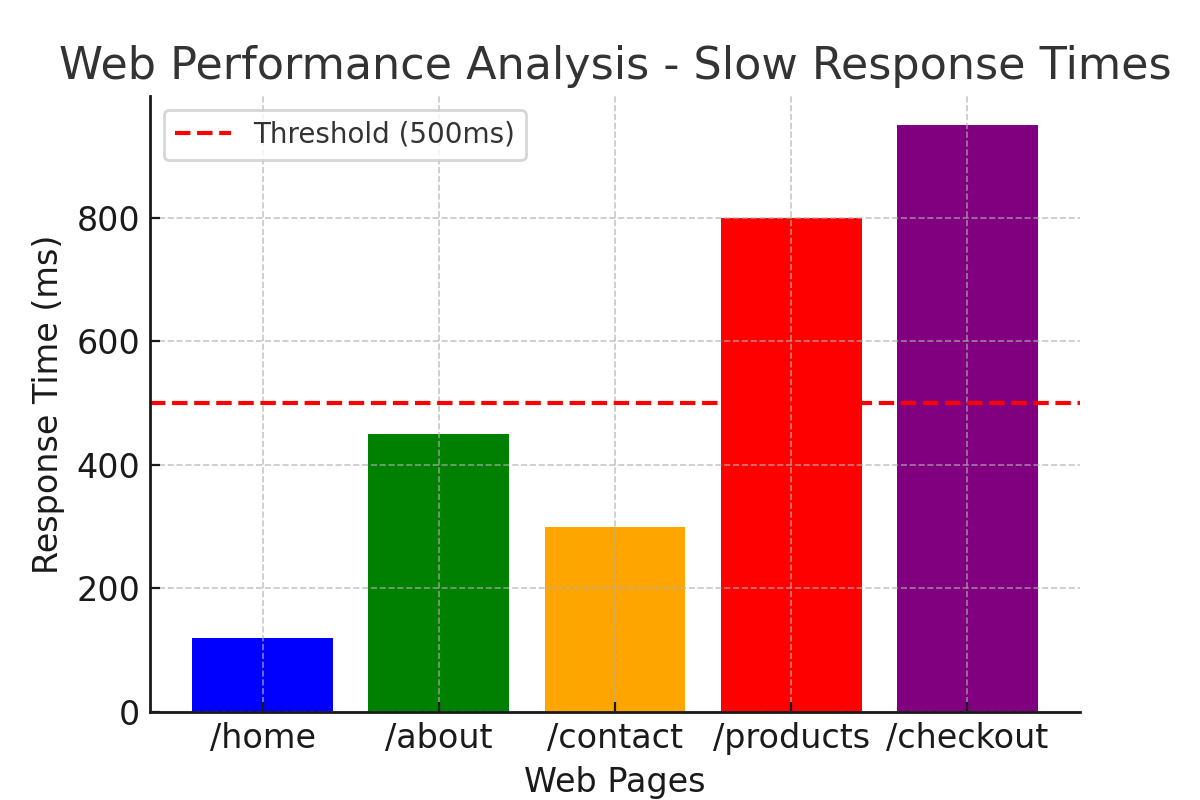 Web Performance Analysis - Slow Response Times
Threshold (500ms)
Response Time (ms)
800
600
400
200
0
/home /about /contact /products /checkout
Web Pages